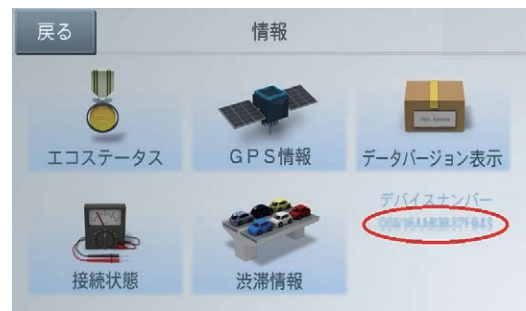 戻る
情報
エコステータス
GPS情報
データバージョン表示
接続状態
渋滞情報
デバイスナンバー